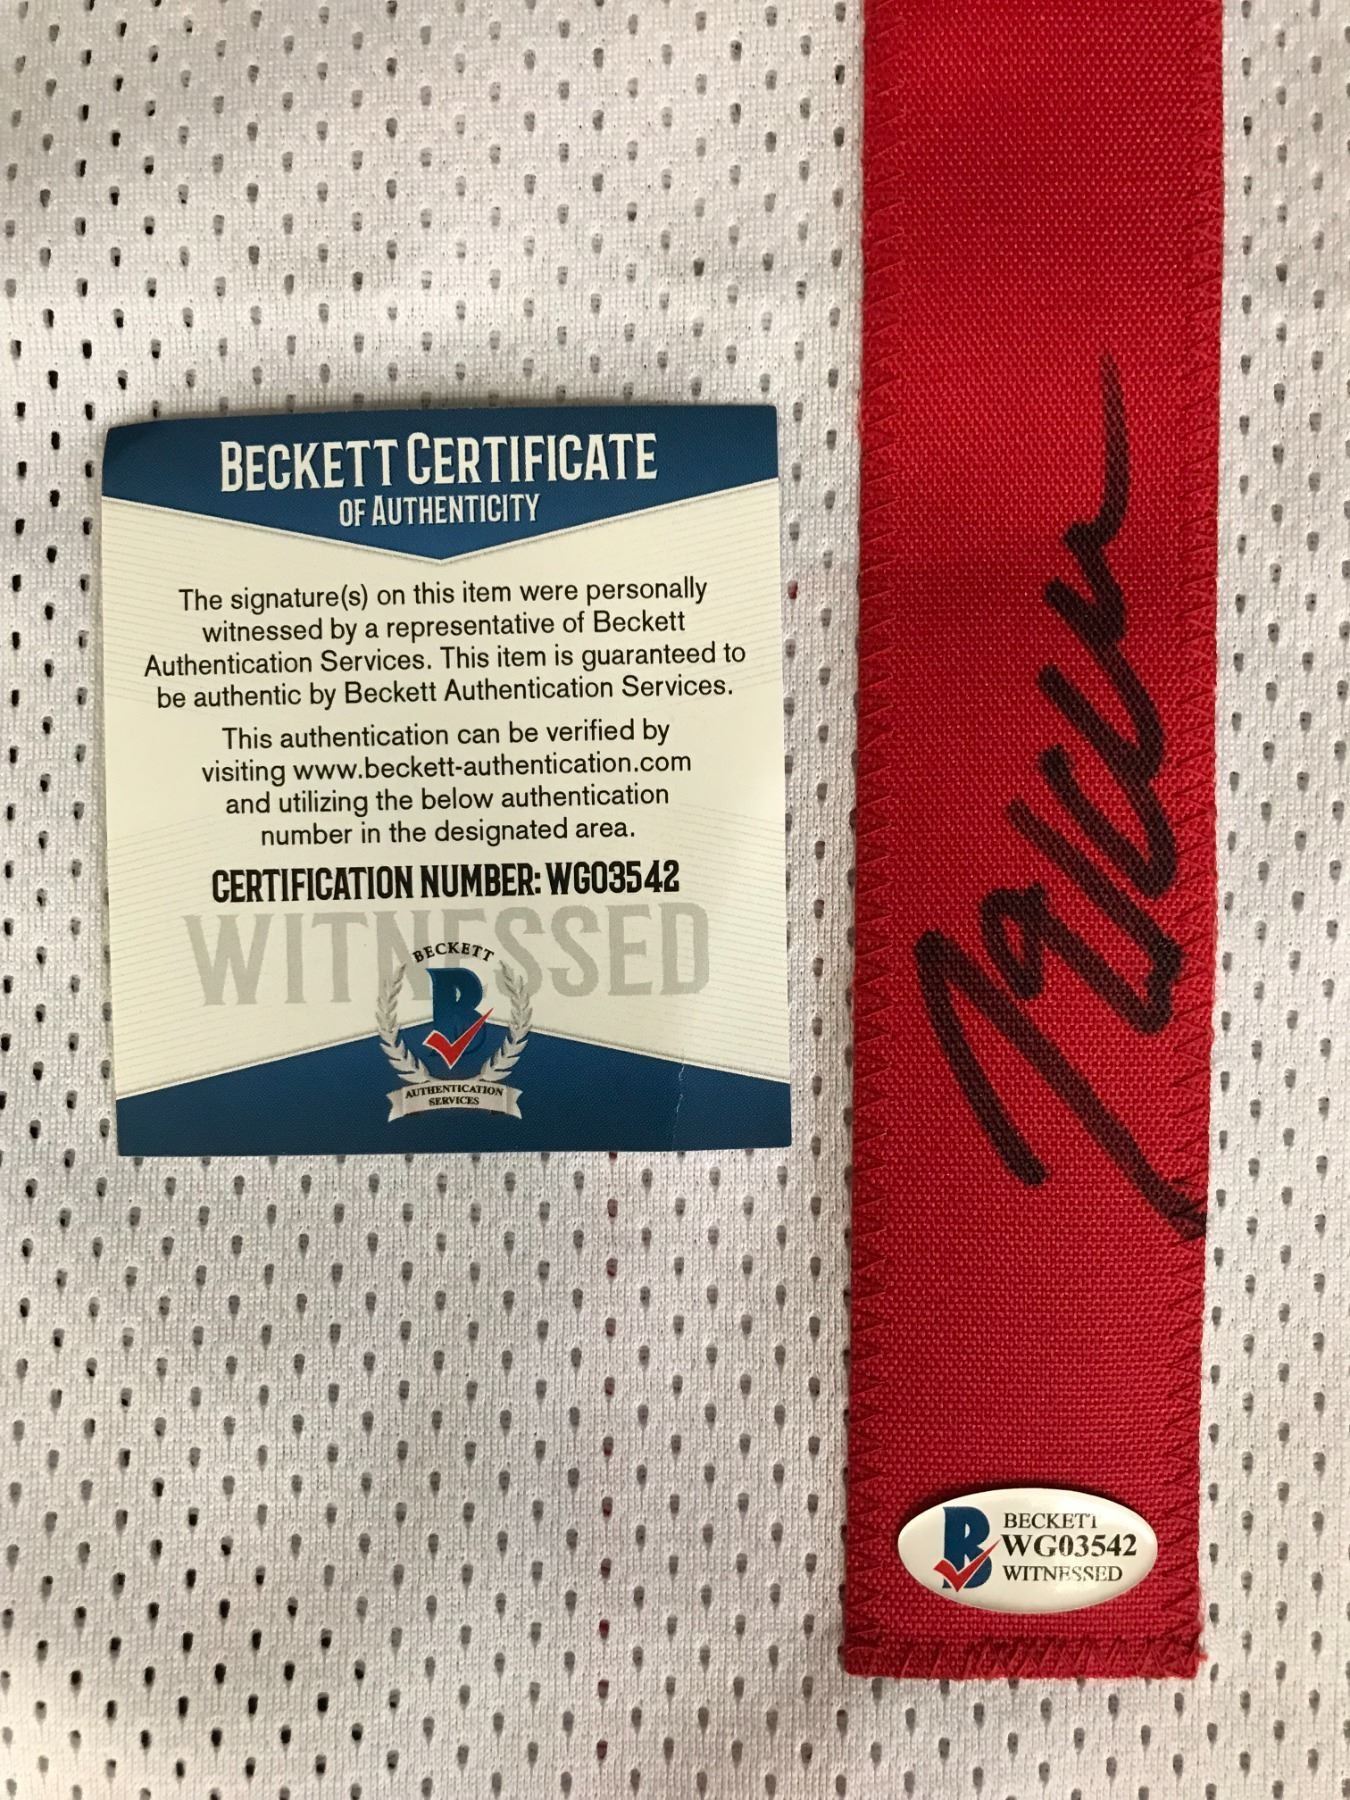 BECKETT CERTIFICATE
OF AUTHENTICITY
The signature(s) on this item were personally
witnessed by a representative of Beckett
Authentication Services. This item is guaranteed to
be authentic by Beckett Authentication Services.
This authentication can be verified by
visiting www.beckett-authentication.com
and utilizing the below authentication
number in the designated area.
CERTIFICATION NUMBER: WG03542
WITNESSED
BECKETT
B
AUTHENTICATION
SERVICES
B
BECKETT
WG03542
WITNESSED